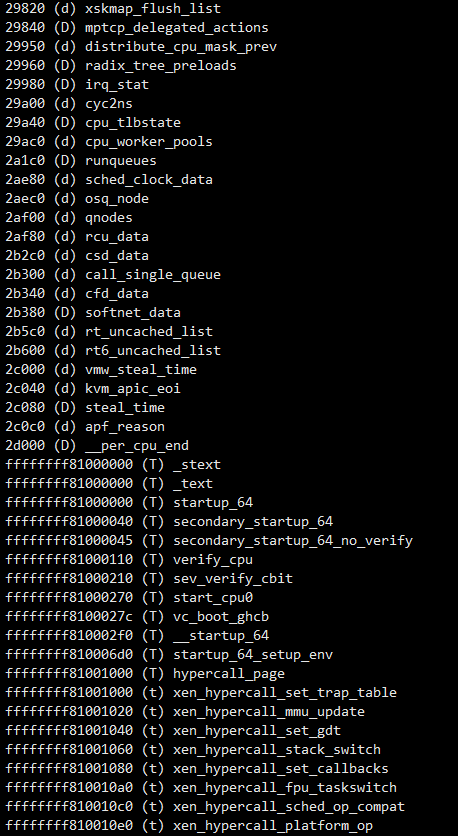 29820 (d) xskmap_flush_list
29840 (D) mptcp_delegated_actions
29950 (d) distribute_cpu_mask_prev
29960 (D) radix_tree_preloads
29980 (D) irq_stat
29a00 (d) cyc2ns
29a40 (D) cpu_tlbstate
29ac0 (d) cpu_worker_pools
2a1c0 (D) runqueues
2ae80 (d) sched_clock_data
2aec0 (d) osq_node
2af00 (d) qnodes
2af80 (d) rcu_data
2b2c0 (d) csd_data
2b300 (d) call_single_queue
2b340 (d) cfd_data
2b380 (D) softnet_data
2b5c0 (d) rt_uncached_list
2b600 (d) rt6_uncached_list
2c000 (d) vmw_steal_time
2c040 (d) kvm_apic_eoi
2c080 (D) steal_time
2c0c0 (d) apf_reason
2d000 (D) __per_cpu_end
ffffffff81000000 (T) _stext
ffffffff81000000 (T) _text
ffffffff81000000 (T) startup_64
ffffffff81000040 (T) secondary_startup_64
ffffffff81000045 (T) secondary_startup_64_no_verify
ffffffff81000110 (T) verify_cpu
ffffffff81000210 (T) sev_verify_cbit
ffffffff81000270 (T) start_cpu0
ffffffff8100027c (T) vc_boot_ghcb
ffffffff810002f0 (T) __startup_64
ffffffff810006d0 (T) startup_64_setup_env
ffffffff81001000 (T) hypercall_page
ffffffff81001000 (t) xen_hypercall_set_trap_table
ffffffff81001020 (t) xen_hypercall_mmu_update
ffffffff81001040 (t) xen_hypercall_set_gdt
ffffffff81001060 (t) xen_hypercall_stack_switch
ffffffff81001080 (t) xen_hypercall_set_callbacks
ffffffff810010a0 (t) xen_hypercall_fpu_taskswitch
ffffffff810010c0 (t) xen_hypercall_sched_op_compat
ffffffff810010e0 (t) xen_hypercall_platform_op